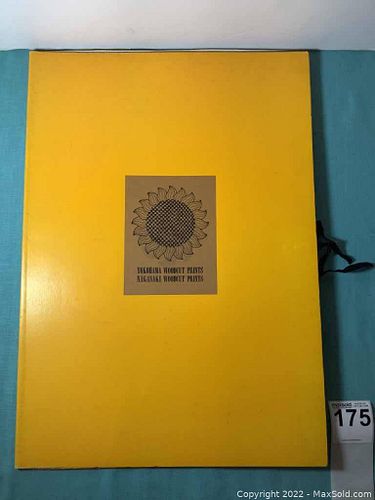 YOKOHAMA WOODCUT PRINTS
NAGASAKI WOODCUT PRINTS
175
Copyright 2022 - MaxSold.com